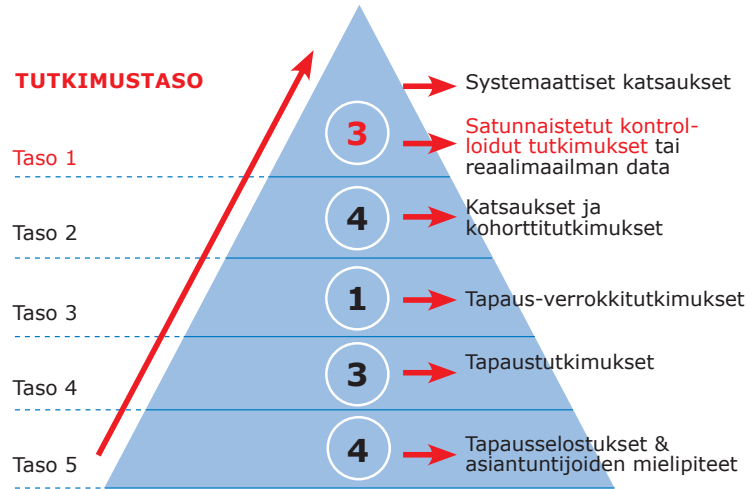 TUTKIMUSTASO
Systemaattiset katsaukset
Taso 1
3
Satunnaistetut kontrol-
loidut tutkimukset tai
reaalimaailman data
Taso 2
4
Katsaukset ja
kohorttitutkimukset
Taso 3
1
Tapaus-verrokkitutkimukset
Taso 4
3
Tapaustutkimukset
Taso 5
4
Tapausselostukset &
asiantuntijoiden mielipiteet